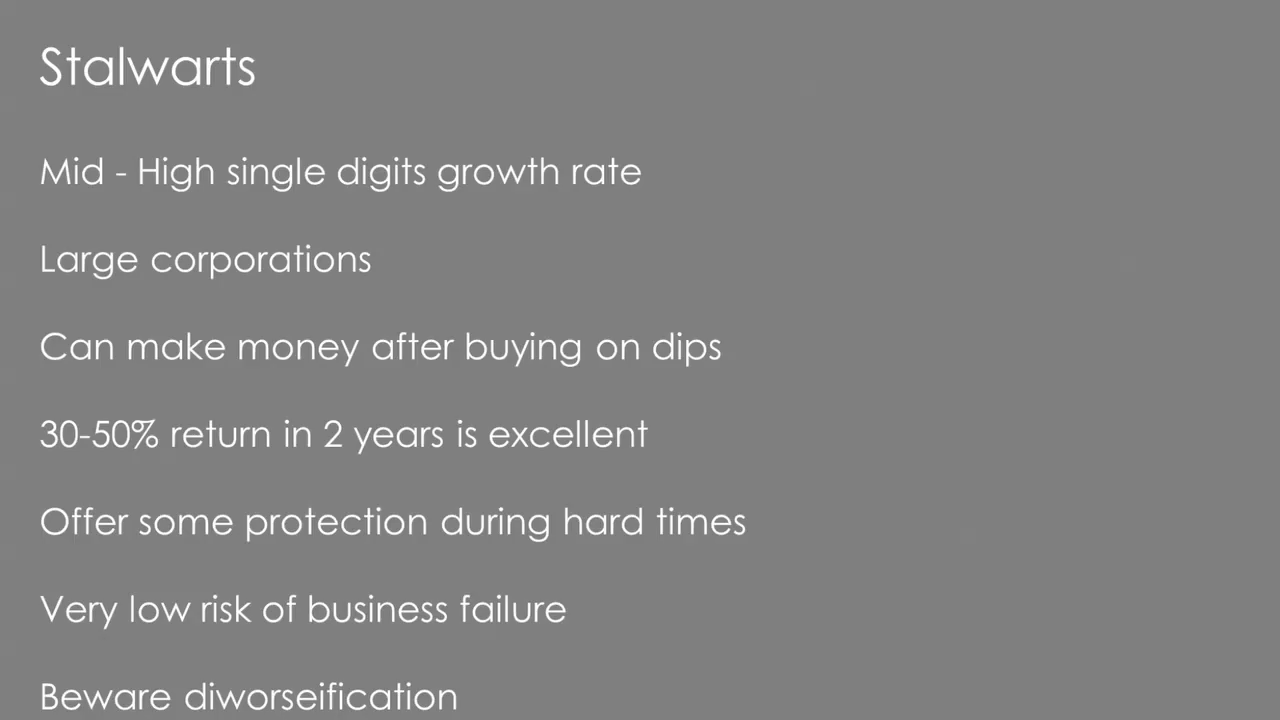 Stalwarts
Mid - High single digits growth rate
Large corporations
Can make money after buying on dips
30-50% return in 2 years is excellent
Offer some protection during hard times
Very low risk of business failure
Beware diworseification